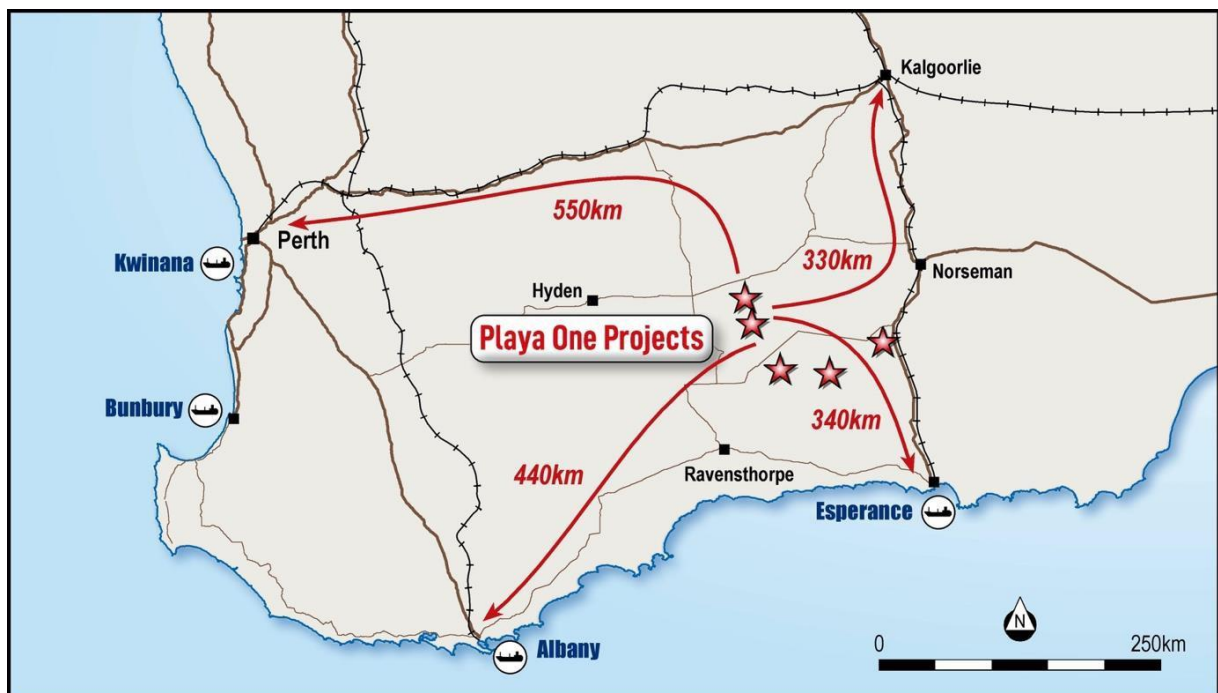 Kalgoorlie
550km
Perth
Kwinana
330km
Norseman
Hyden
Playa One Projects
Bunbury
340km
440km
Ravensthorpe
Esperance
N
Albany
0 250km